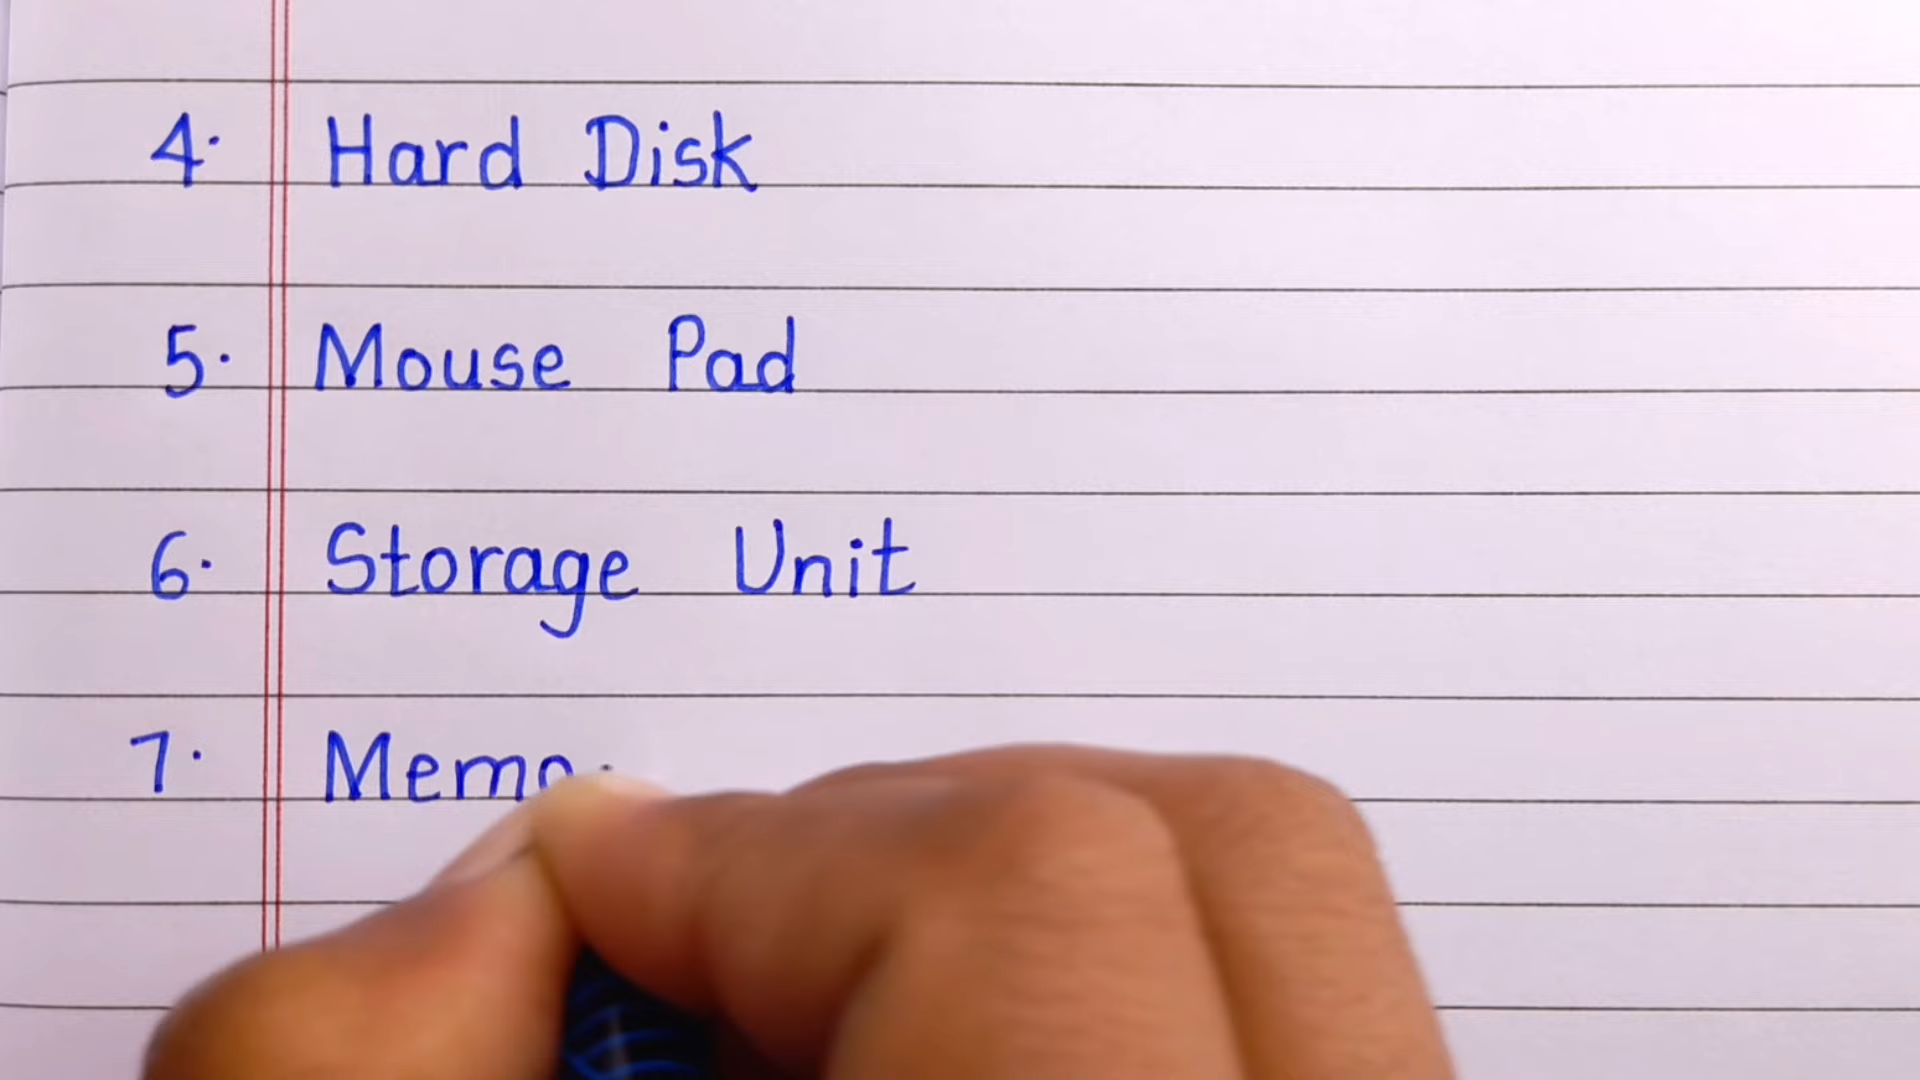 4. Hard Disk
5. Mouse Pad
6. Storage Unit
7. Memo